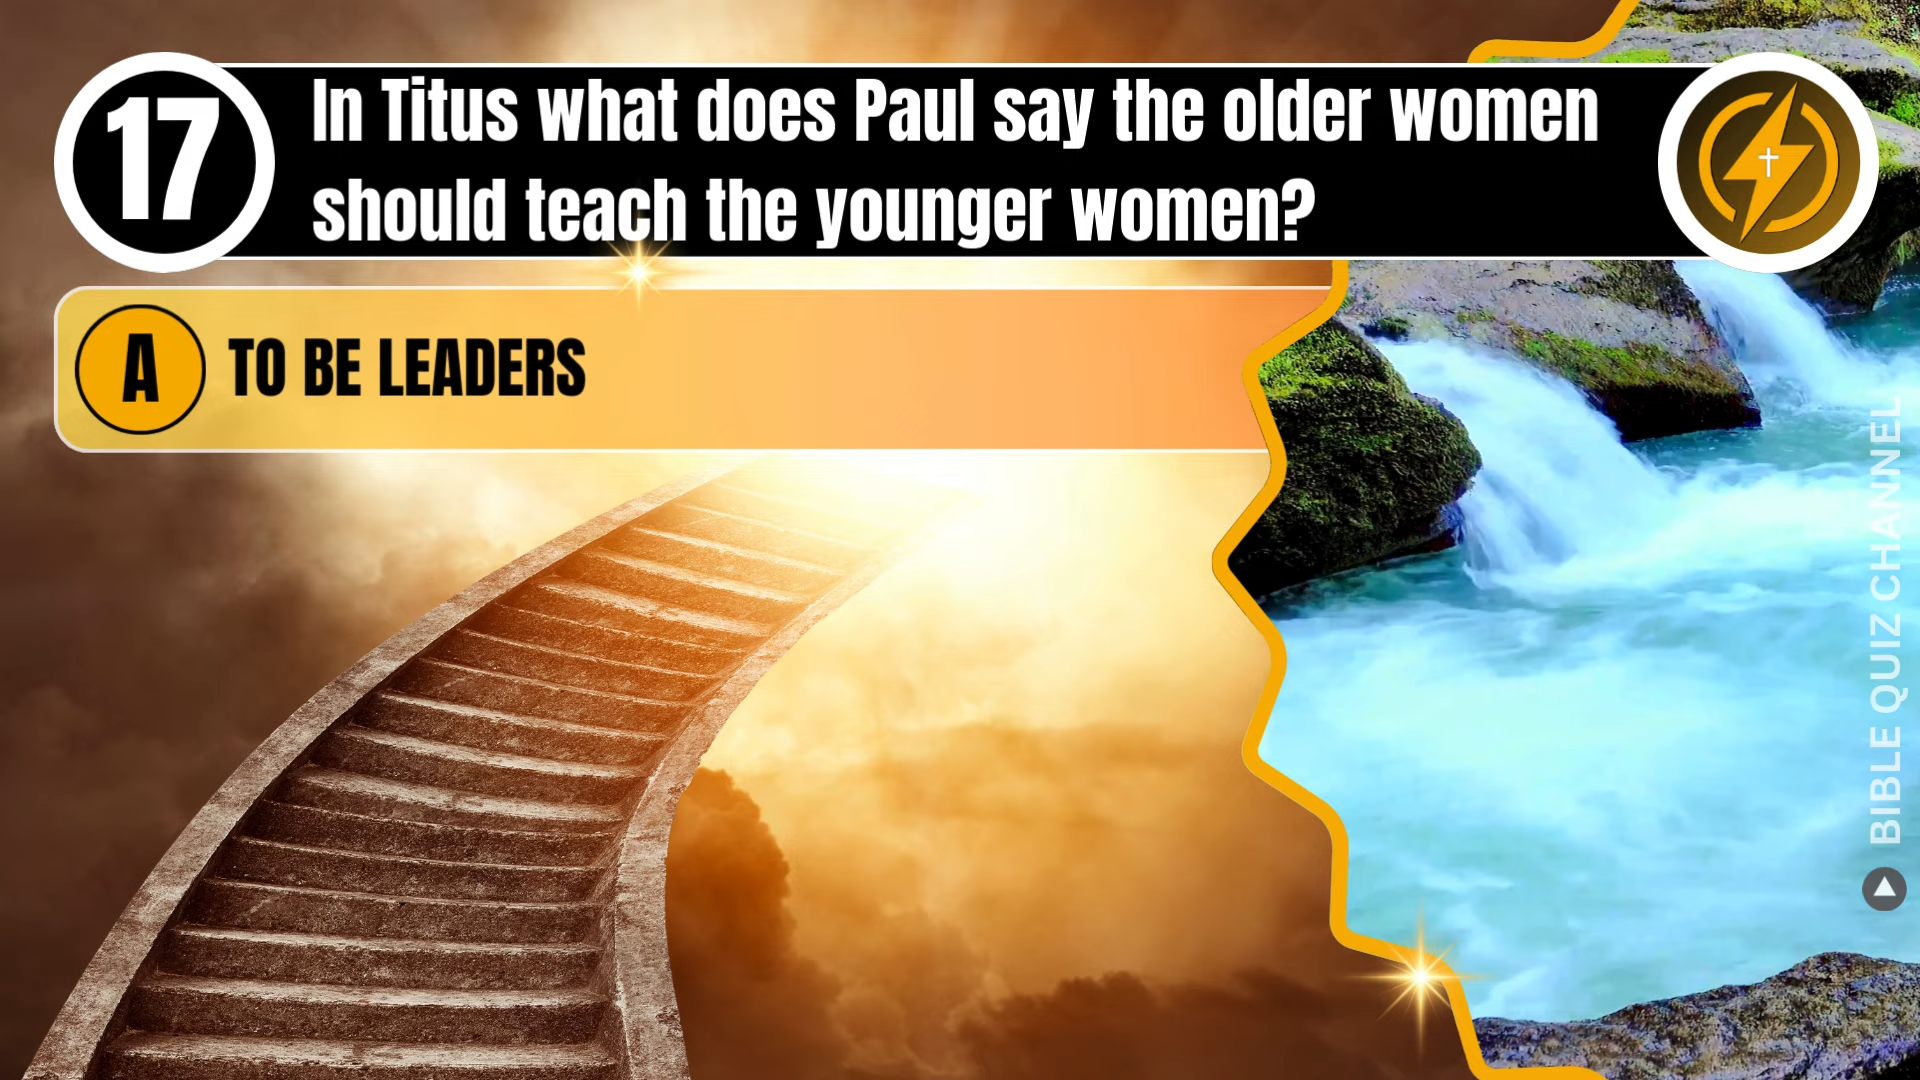 17
In Titus what does Paul say the older women
should teach the younger women?
A
TO BE LEADERS
BIBLE QUIZ CHANNEL